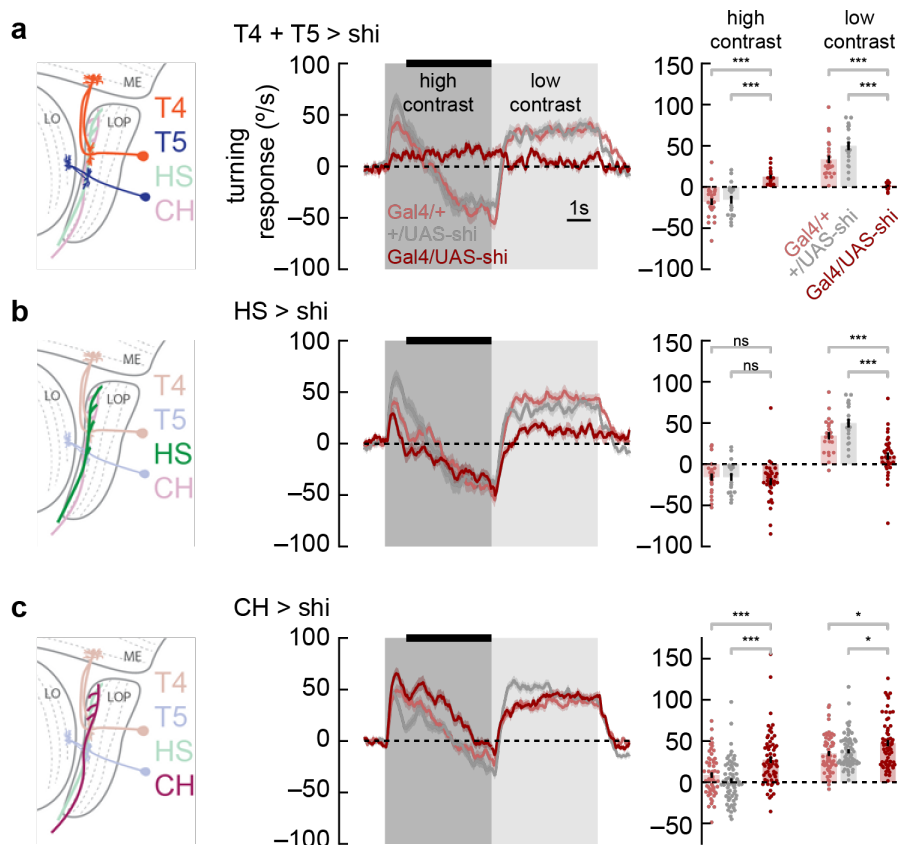 a
T4 + T5 > shi
ME
LO
LOP
T4
T5
HS
CH
turning
response (º/s)
100
50
0
–50
–100
high
contrast
low
contrast
Gal4/+
+/UAS-shi
Gal4/UAS-shi
1s
high
contrast
low
contrast
150
100
50
0
–50
–100
***
***
***
***
Gal4/+
+/UAS-shi
Gal4/UAS-shi
b
HS > shi
ME
LO
LOP
T4
T5
HS
CH
100
50
0
–50
–100
150
100
50
0
–50
–100
ns
ns
***
***
c
CH > shi
ME
LO
LOP
T4
T5
HS
CH
100
50
0
–50
–100
150
100
50
0
–50
***
***
*
*